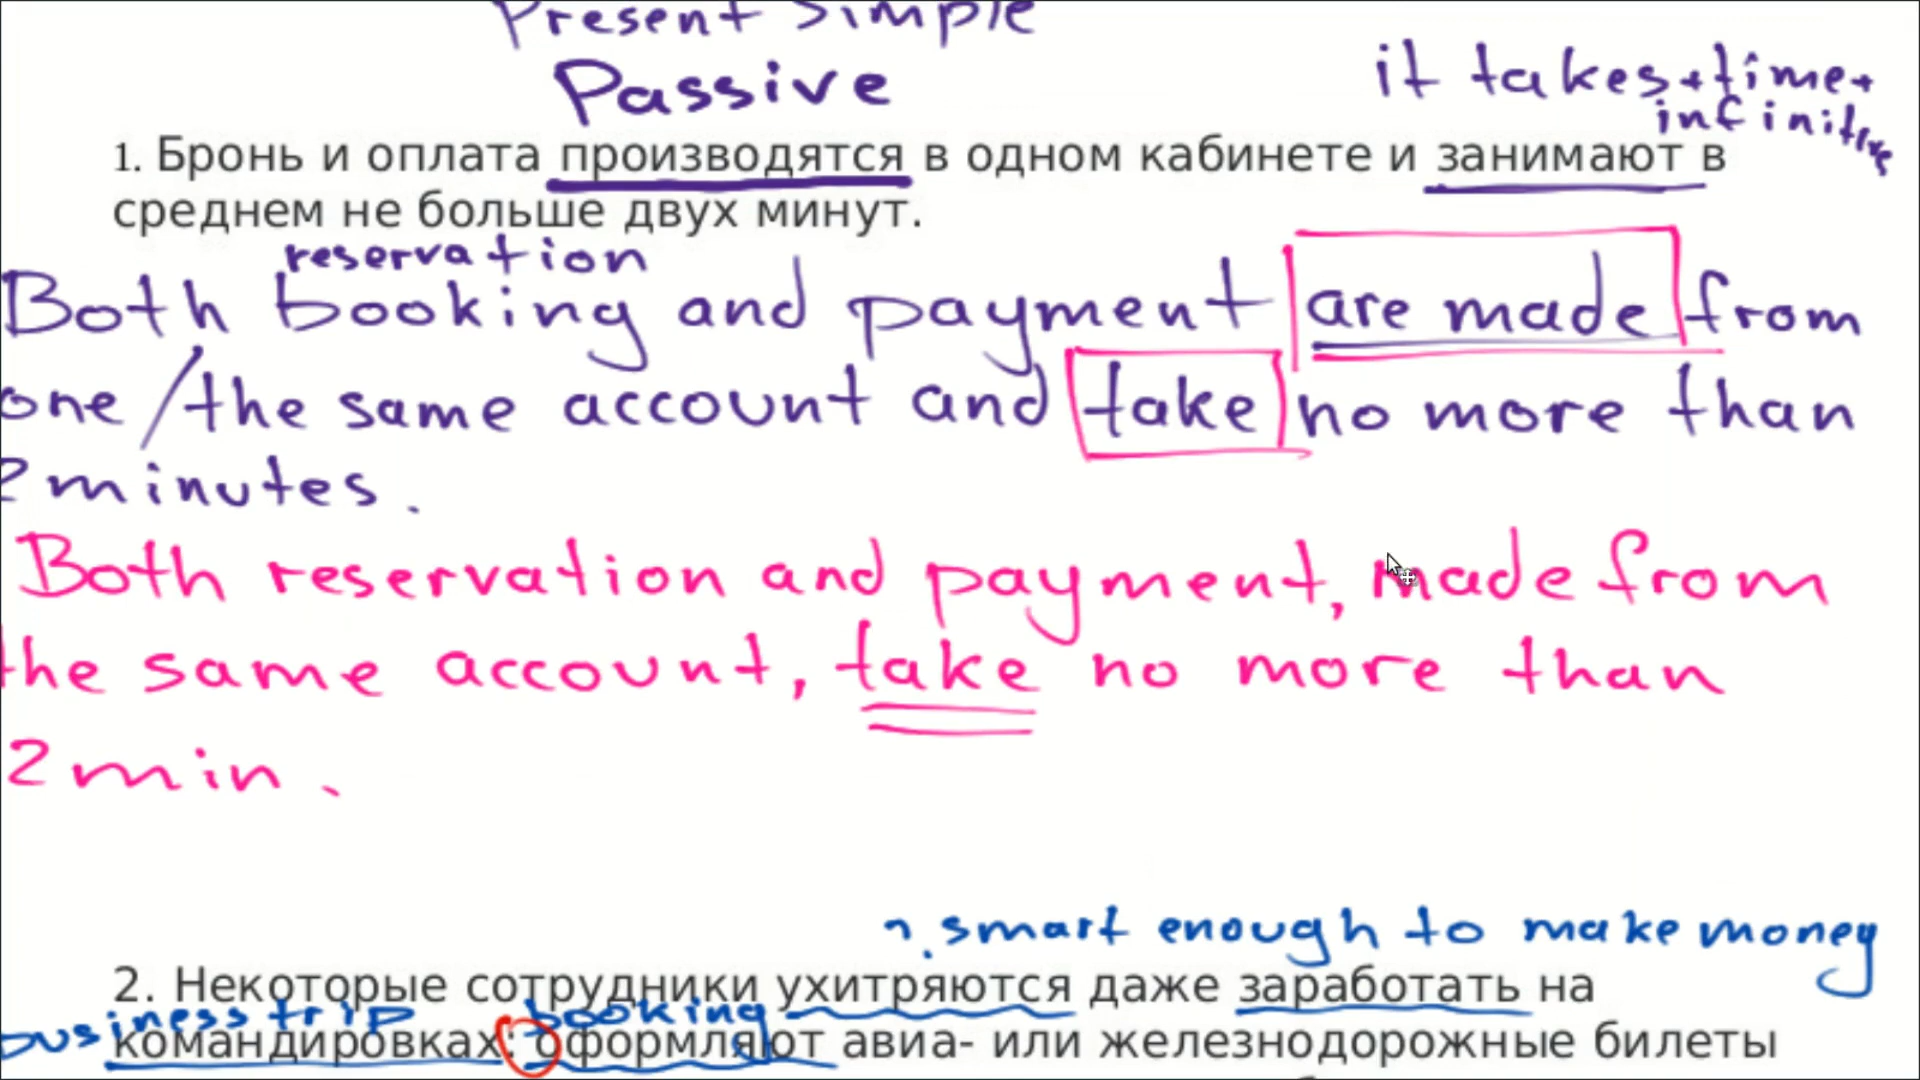 Present Simple
Passive
it takes + time +
infinitive
1. Бронь и оплата производятся в одном кабинете и занимают в
среднем не больше двух минут.
reservation
Both booking and payment are made from
one / the same account and take no more than
2 minutes.
Both reservation and payment, made from
the same account, take no more than
2 min.
1. smart enough to make money
2. Некоторые сотрудники ухитряются даже заработать на
business trip booking
командировках: оформляют авиа- или железнодорожные билеты